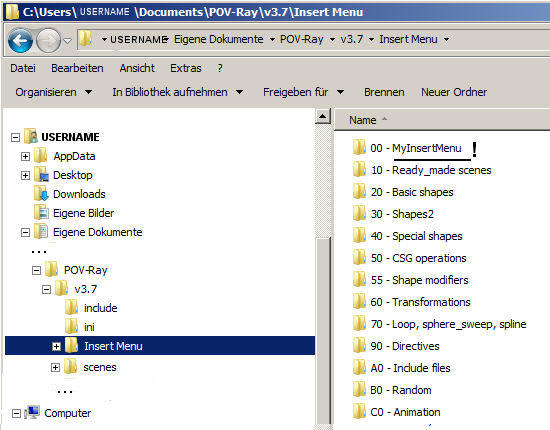 C:\Users\ USERNAME \Documents\POV-Ray\v3.7\Insert Menu
USERNAME Eigene Dokumente POV-Ray v3.7 Insert Menu
Datei Bearbeiten Ansicht Extras ?
Organisieren In Bibliothek aufnehmen Freigeben für Brennen Neuer Ordner
USERNAME
AppData
Desktop
Downloads
Eigene Bilder
Eigene Dokumente
...
POV-Ray
v3.7
include
ini
Insert Menu
scenes
...
Computer
Name
00 - MyInsertMenu !
10 - Ready_made scenes
20 - Basic shapes
30 - Shapes2
40 - Special shapes
50 - CSG operations
55 - Shape modifiers
60 - Transformations
70 - Loop, sphere_sweep, spline
90 - Directives
A0 - Include files
B0 - Random
C0 - Animation